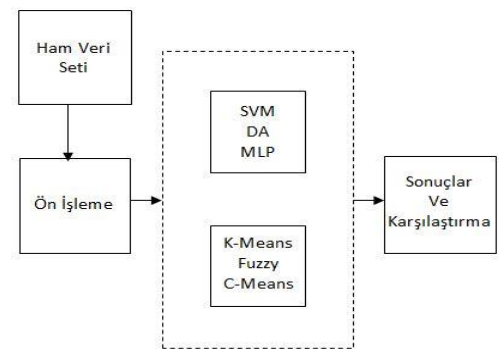 Ham Veri
Seti
Ön İşleme
SVM
DA
MLP
K-Means
Fuzzy
C-Means
Sonuçlar
Ve
Karşılaştırma